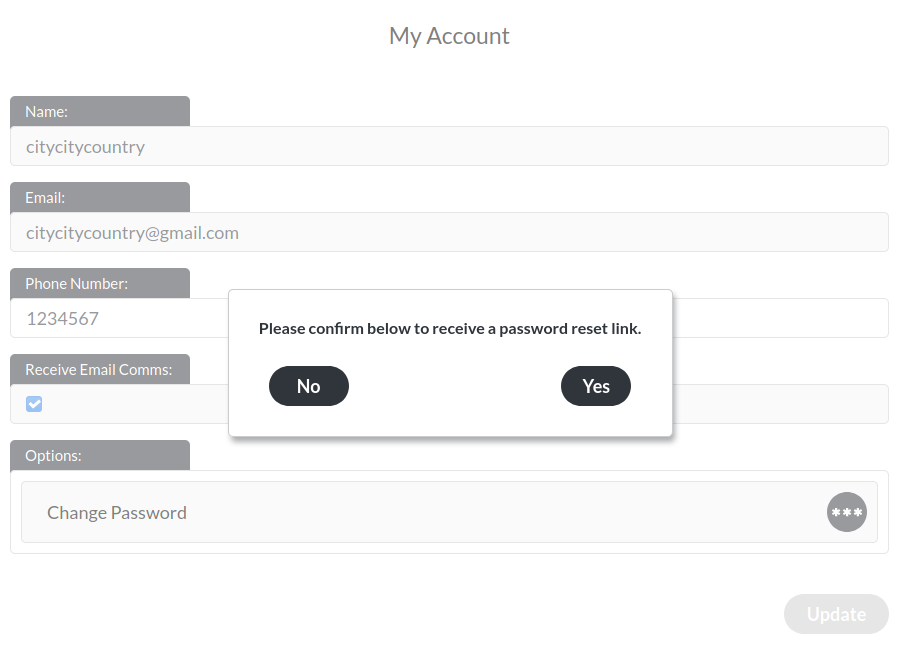 My Account
Name:
citycitycountry
Email:
citycitycountry@gmail.com
Phone Number:
1234567
Please confirm below to receive a password reset link.
No
Yes
Receive Email Comms:
Options:
Change Password
***
Update